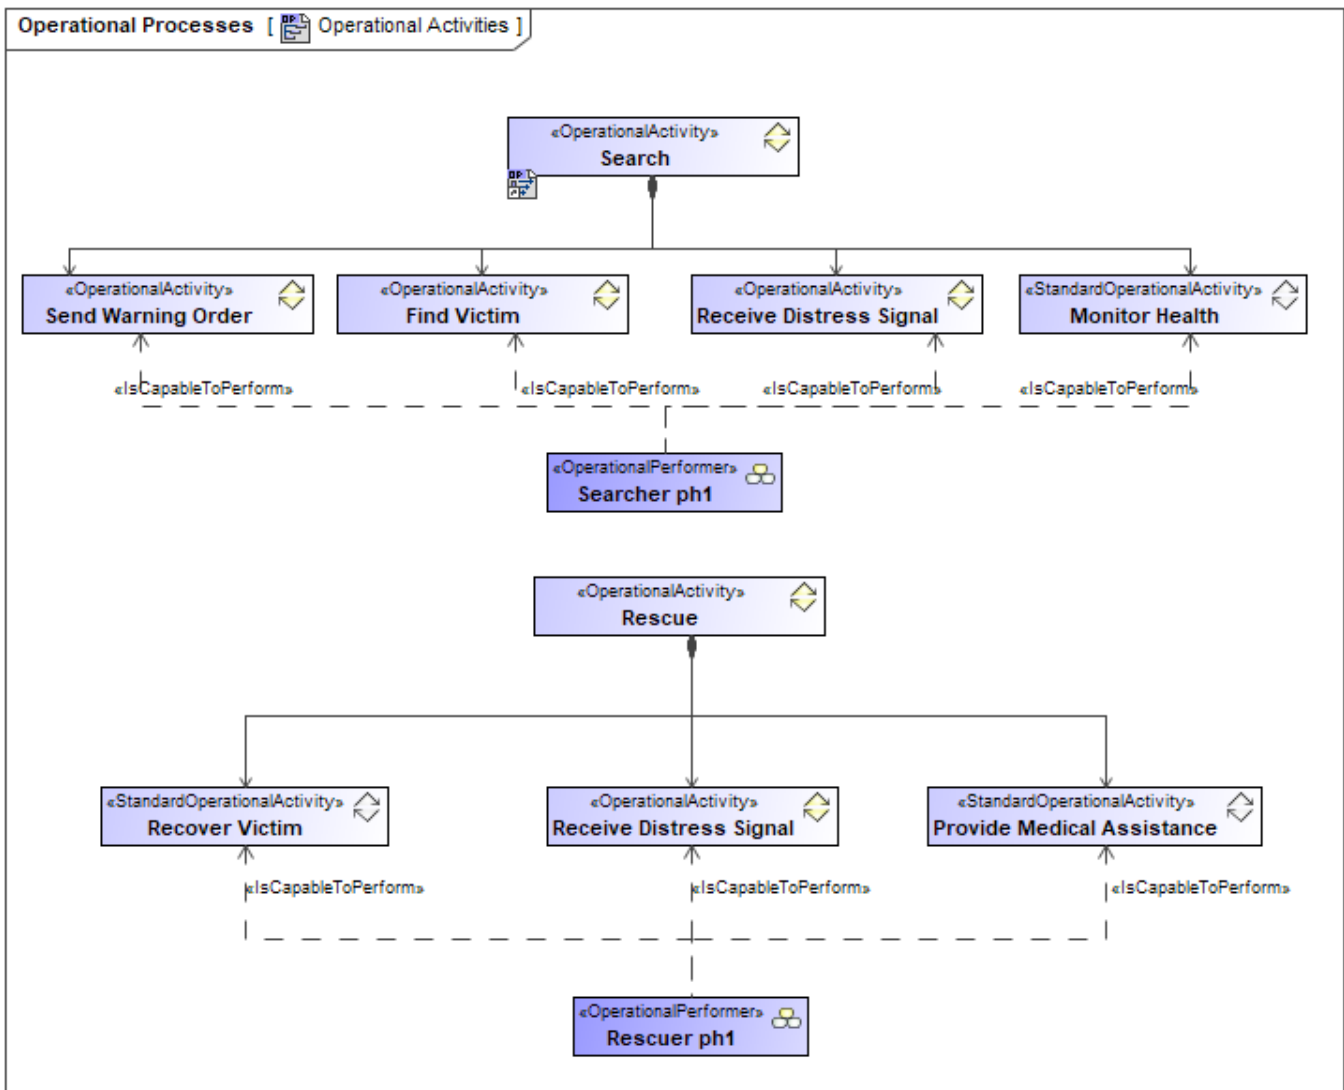 Operational Processes [ Operational Activities ]
«OperationalActivity»
Search
«OperationalActivity»
Send Warning Order
«OperationalActivity»
Find Victim
«OperationalActivity»
Receive Distress Signal
«StandardOperationalActivity»
Monitor Health
«IsCapableToPerform»
«IsCapableToPerform»
«IsCapableToPerform»
«IsCapableToPerform»
«OperationalPerformer»
Searcher ph1
«OperationalActivity»
Rescue
«StandardOperationalActivity»
Recover Victim
«OperationalActivity»
Receive Distress Signal
«StandardOperationalActivity»
Provide Medical Assistance
«IsCapableToPerform»
«IsCapableToPerform»
«IsCapableToPerform»
«OperationalPerformer»
Rescuer ph1